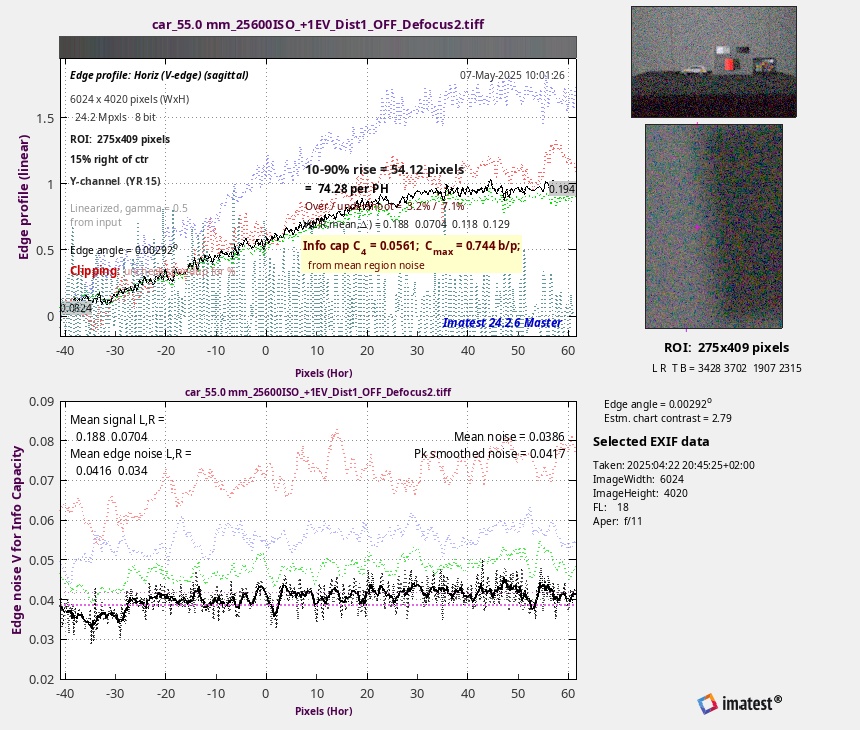 car_55.0 mm_25600ISO_+1EV_Dist1_OFF_Defocus2.tiff
Edge profile: Horiz (V-edge) (sagittal)
07-May-2025 10:01:26
6024 x 4020 pixels (WxH)
24.2 Mpxls 8 bit
ROI: 275x409 pixels
15% right of ctr
Y-channel (YR 15)
Linearized, gamma = 0.5
from input
Edge angle = 0.00292o
Clipping:
10-90% rise = 54.12 pixels
= 74.28 per PH
3.2% / 7.1%
= 0.188 0.0704 0.118 0.129
Info cap C4 = 0.0561; Cmax = 0.744 b/p;
from mean region noise
0.194
0.0824
Imatest 24.2.6 Master
Edge profile (linear)
1.5
1
0.5
0
-40 -30 -20 -10 0 10 20 30 40 50 60
Pixels (Hor)
car_55.0 mm_25600ISO_+1EV_Dist1_OFF_Defocus2.tiff
Mean signal L,R =
0.188 0.0704
Mean edge noise L,R =
0.0416 0.034
Mean noise = 0.0386
Pk smoothed noise = 0.0417
Edge noise V for Info Capacity
0.09
0.08
0.07
0.06
0.05
0.04
0.03
0.02
-40 -30 -20 -10 0 10 20 30 40 50 60
Pixels (Hor)
ROI: 275x409 pixels
L R T B = 3428 3702 1907 2315
Edge angle = 0.00292o
Estm. chart contrast = 2.79
Selected EXIF data
Taken: 2025:04:22 20:45:25+02:00
ImageWidth: 6024
ImageHeight: 4020
FL: 18
Aper: f/11
imatest®